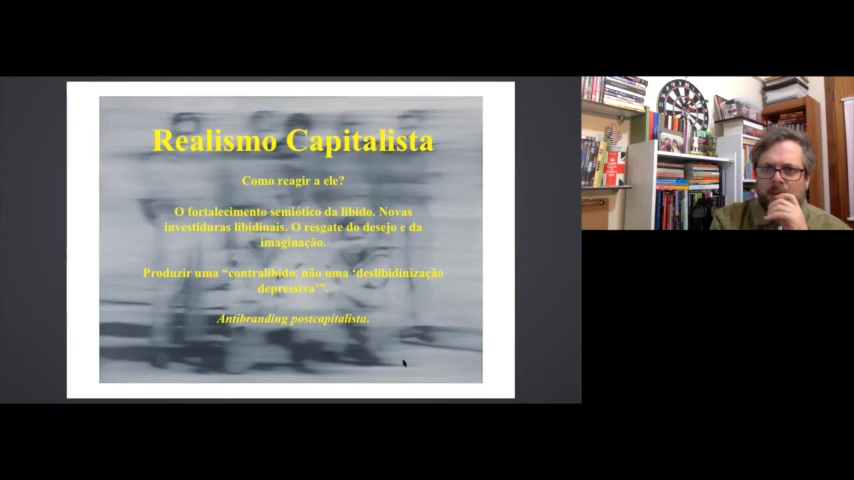 Realismo Capitalista
Como reagir a ele?
O fortalecimento semiótico da libido. Novas
investiduras libidinais. O resgate do desejo e da
imaginação.
Produzir uma “contralibido, não uma ‘deslibidinização
depressiva’”.
Antibranding postcapitalista.